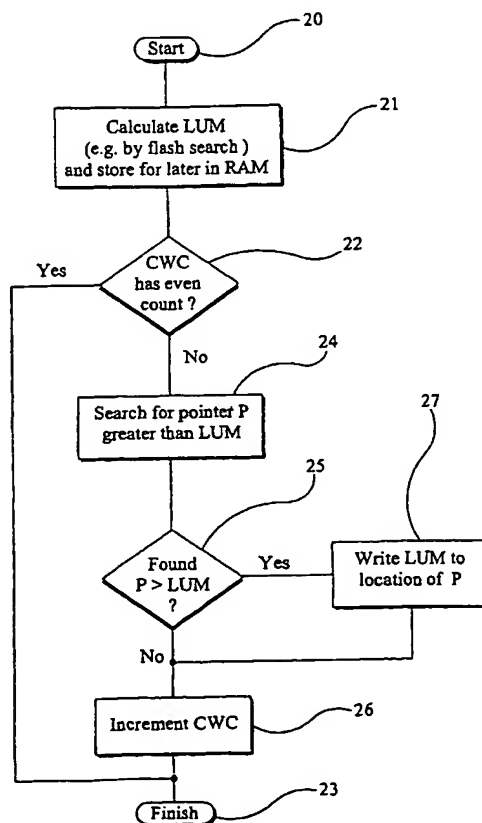 20
Start
21
Calculate LUM
(e.g. by flash search )
and store for later in RAM
22
Yes
CWC
has even
count ?
No
24
Search for pointer P
greater than LUM
27
25
Found
P > LUM
?
Yes
Write LUM to
location of P
No
26
Increment CWC
23
Finish